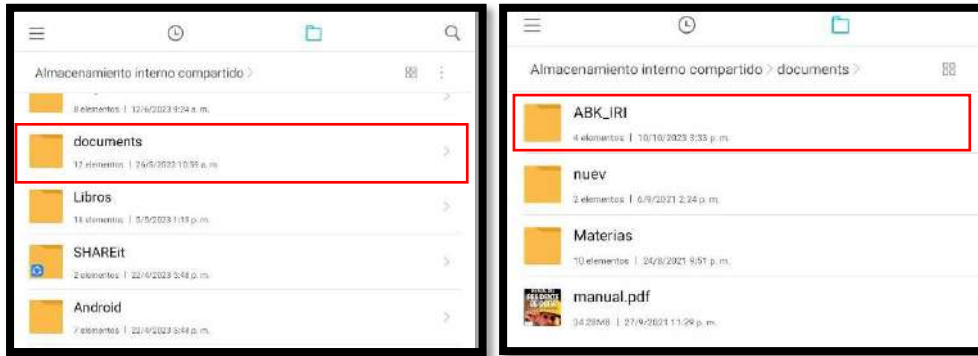 Almacenamiento interno compartido >
8 elementos | 12/6/2023 9:24 a. m.
documents
12 elementos | 26/5/2023 10:59 a. m.
Libros
elementos | 5/5/2023 1:13 p. m.
SHAREit
2 elementos | 22/4/2023 5:48 p. m.
Android
7 elementos | 22/4/2023 5:44 p. m.
Almacenamiento interno compartido > documents >
ABK_IRI
4 elementos | 10/10/2023 3:33 p. m.
nuev
2 elementos | 6/9/2021 2:24 p. m.
Materias
10 elementos | 24/8/2021 9:51 p. m.
manual.pdf
34.28MB | 27/9/2021 11:29 p. m.